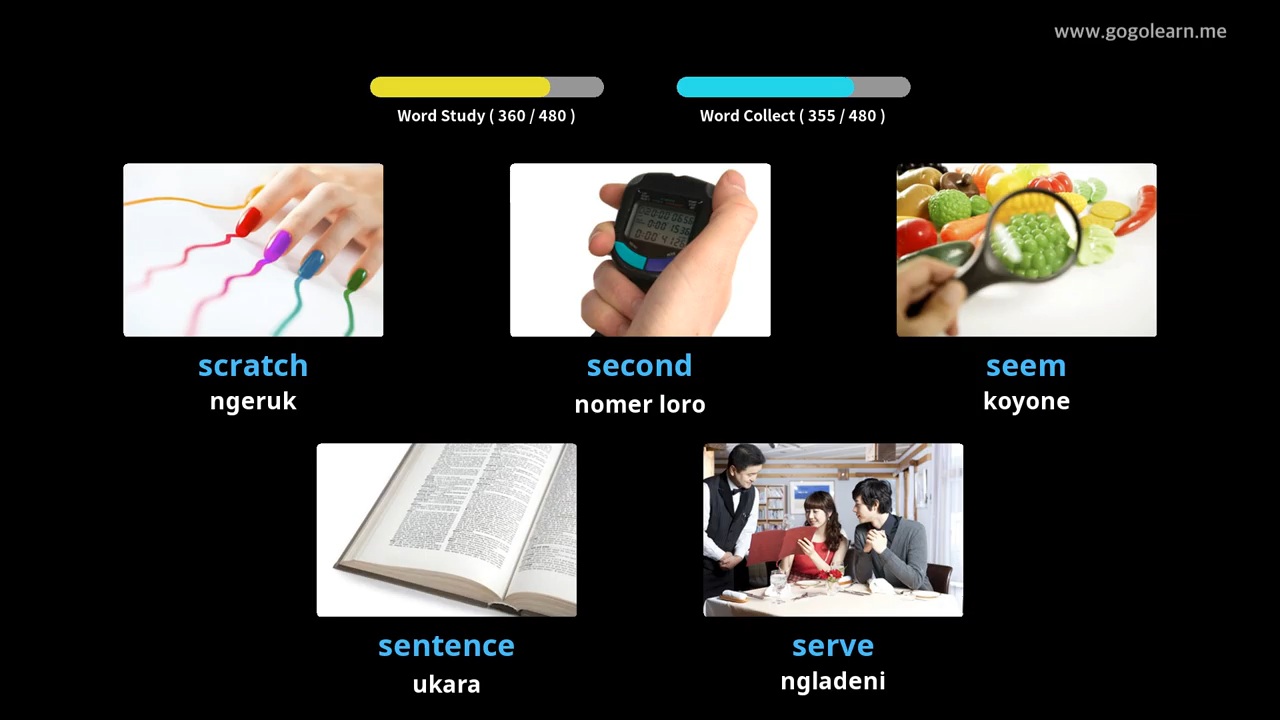 www.gogolearn.me
Word Study ( 360 / 480 )
Word Collect ( 355 / 480 )
scratch
ngeruk
second
nomer loro
seem
koyone
sentence
ukara
serve
ngladeni